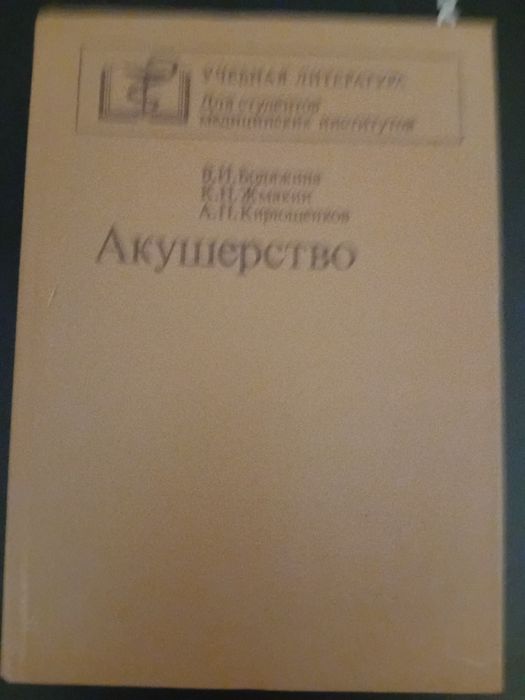 УЧЕБНАЯ ЛИТЕРАТУРА
Для студентов
медицинских институтов
В.И. Бодяжина
К.Н. Жмакин
А.П. Кирющенков
Акушерство